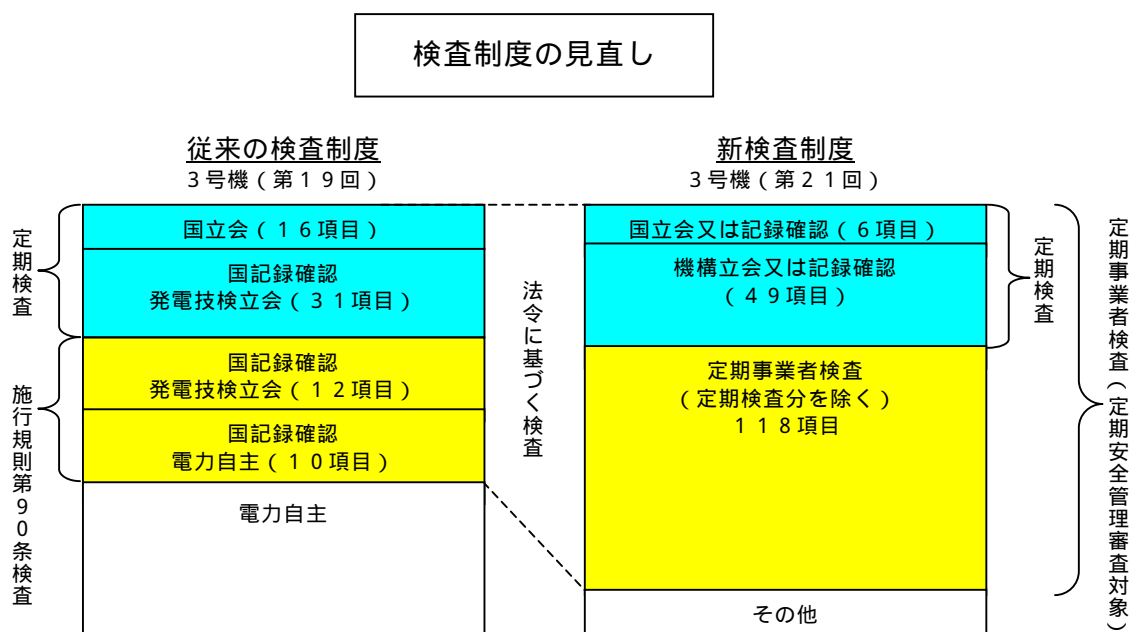 検査制度の見直し
従来の検査制度
3号機(第19回)
定期検査
国立会(16項目)
国記録確認
発電技検立会(31項目)
施行規則第90条検査
国記録確認
発電技検立会(12項目)
国記録確認
電力自主(10項目)
電力自主
法令に基づく検査
新検査制度
3号機(第21回)
国立会又は記録確認(6項目)
機構立会又は記録確認
(49項目)
定期検査
定期事業者検査
(定期検査分を除く)
118項目
その他
定期事業者検査(定期安全管理審査対象)